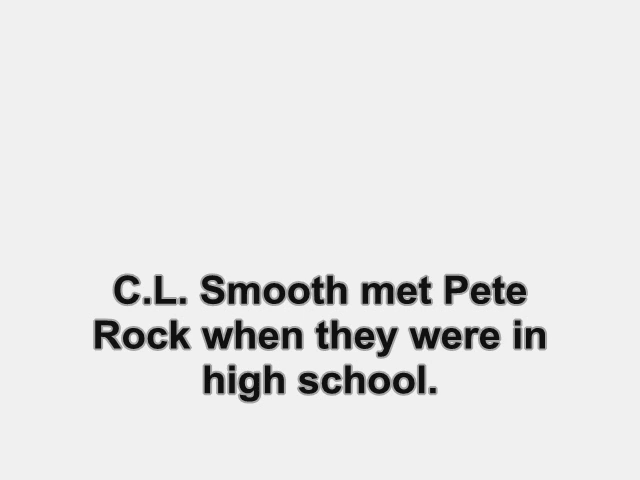 C.L. Smooth met Pete
Rock when they were in
high school.